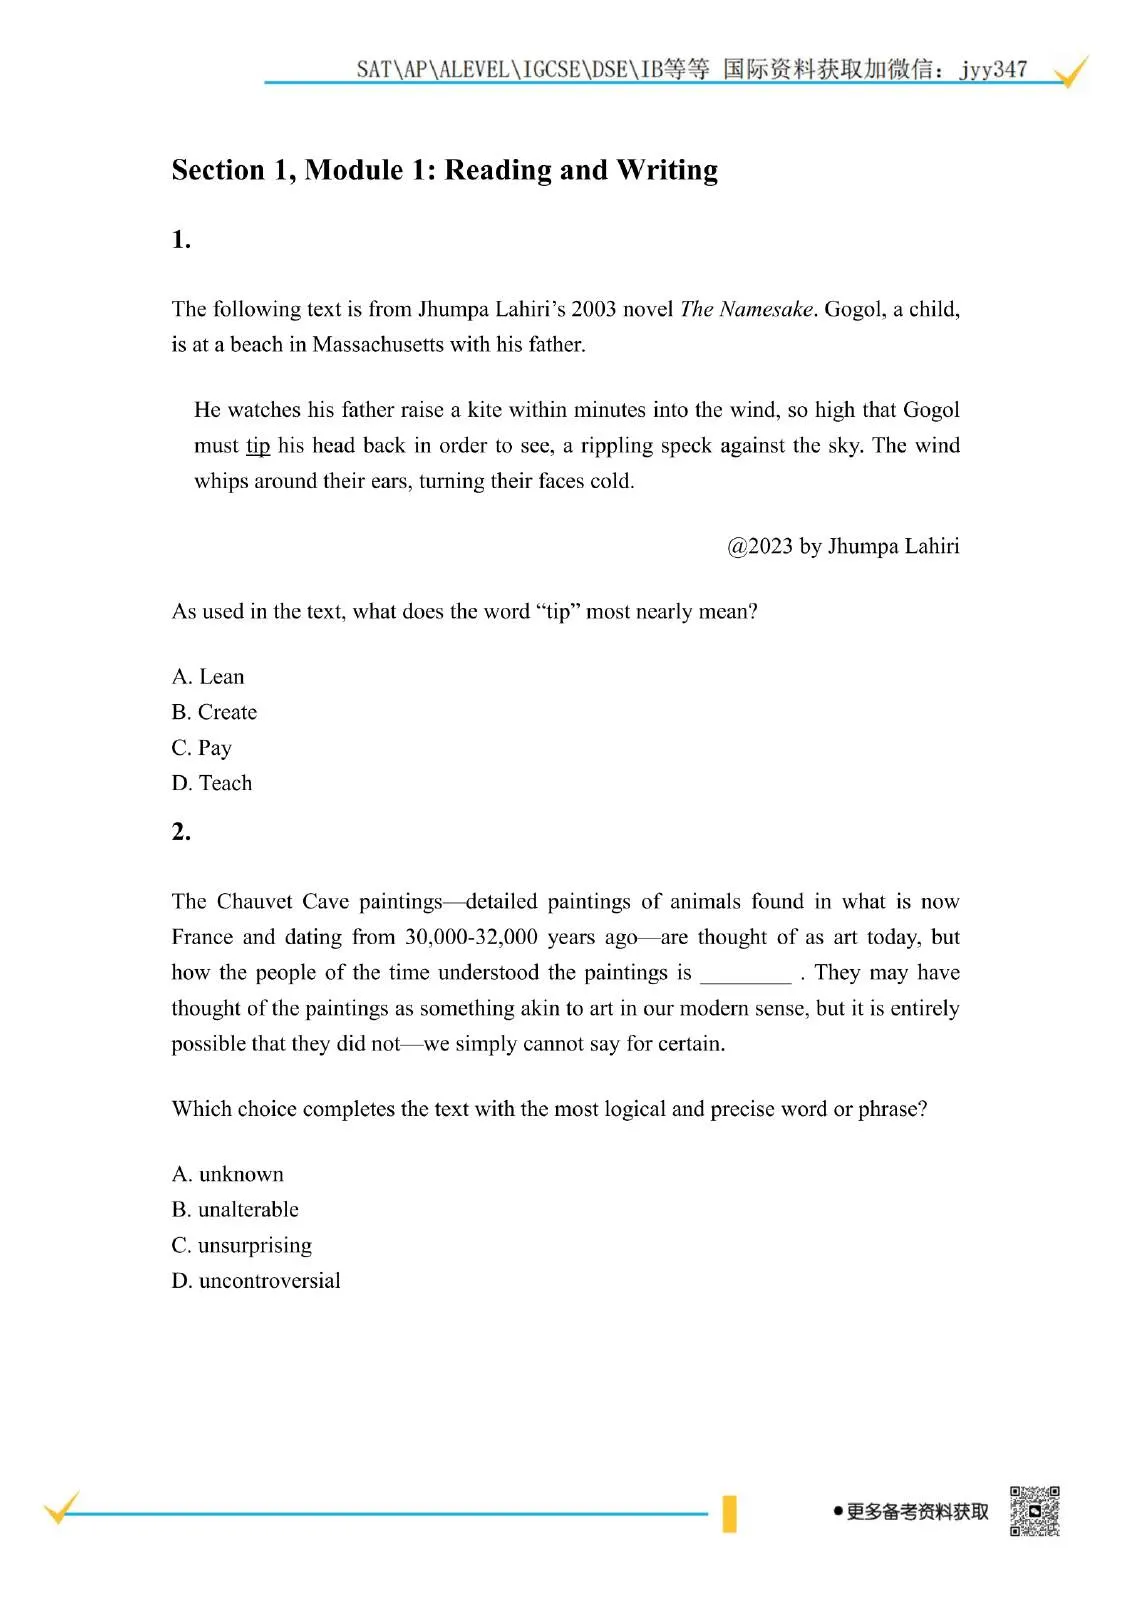 SAT\AP\ALEVEL\IGCSE\DSE\IB等等 国际资料获取加微信：jyy347
Section 1, Module 1: Reading and Writing
1.
The following text is from Jhumpa Lahiri’s 2003 novel The Namesake. Gogol, a child,
is at a beach in Massachusetts with his father.
He watches his father raise a kite within minutes into the wind, so high that Gogol
must tip his head back in order to see, a rippling speck against the sky. The wind
whips around their ears, turning their faces cold.
@2023 by Jhumpa Lahiri
As used in the text, what does the word “tip” most nearly mean?
A. Lean
B. Create
C. Pay
D. Teach
2.
The Chauvet Cave paintings—detailed paintings of animals found in what is now
France and dating from 30,000-32,000 years ago—are thought of as art today, but
how the people of the time understood the paintings is ________ . They may have
thought of the paintings as something akin to art in our modern sense, but it is entirely
possible that they did not—we simply cannot say for certain.
Which choice completes the text with the most logical and precise word or phrase?
A. unknown
B. unalterable
C. unsurprising
D. uncontroversial
●更多备考资料获取